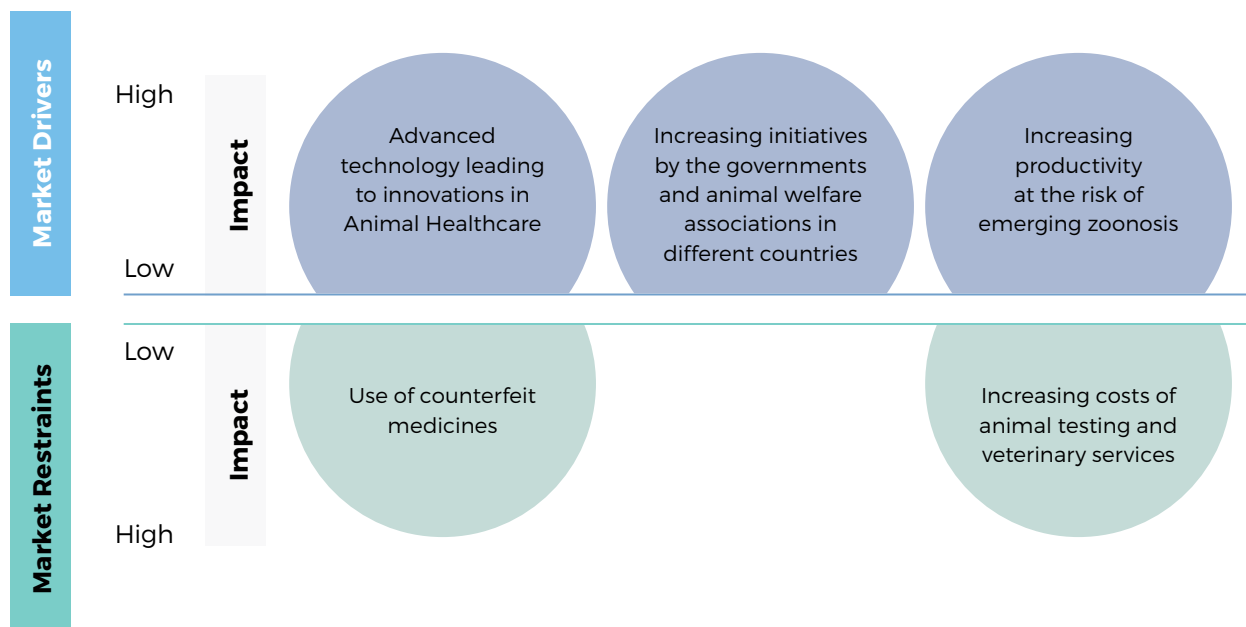 Market Drivers
High
Impact
Low
Advanced
technology leading
to innovations in
Animal Healthcare
Increasing initiatives
by the governments
and animal welfare
associations in
different countries
Increasing
productivity
at the risk of
emerging zoonosis
Market Restraints
Low
Impact
High
Use of counterfeit
medicines
Increasing costs of
animal testing and
veterinary services